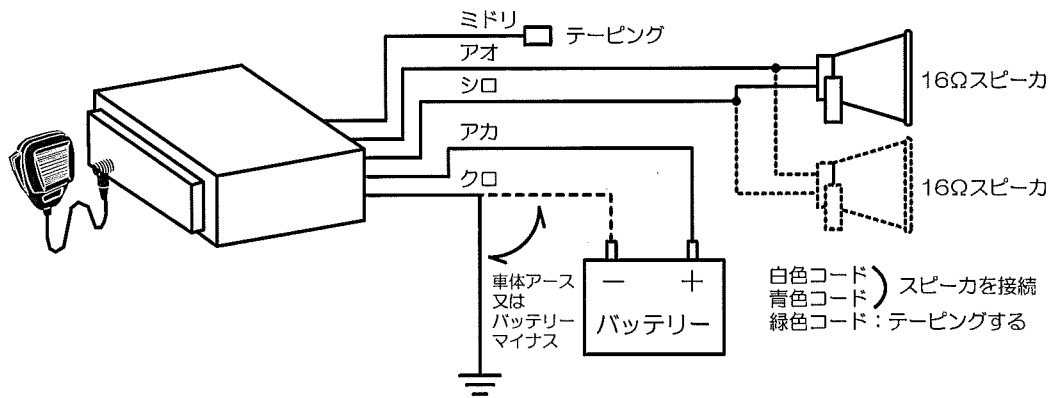 ミドリ
テーピング
アオ
シロ
16Ωスピーカ
アカ
クロ
16Ωスピーカ
車体アース
又は
バッテリー
マイナス
－ ＋
バッテリー
白色コード
青色コード
スピーカを接続
緑色コード：テーピングする